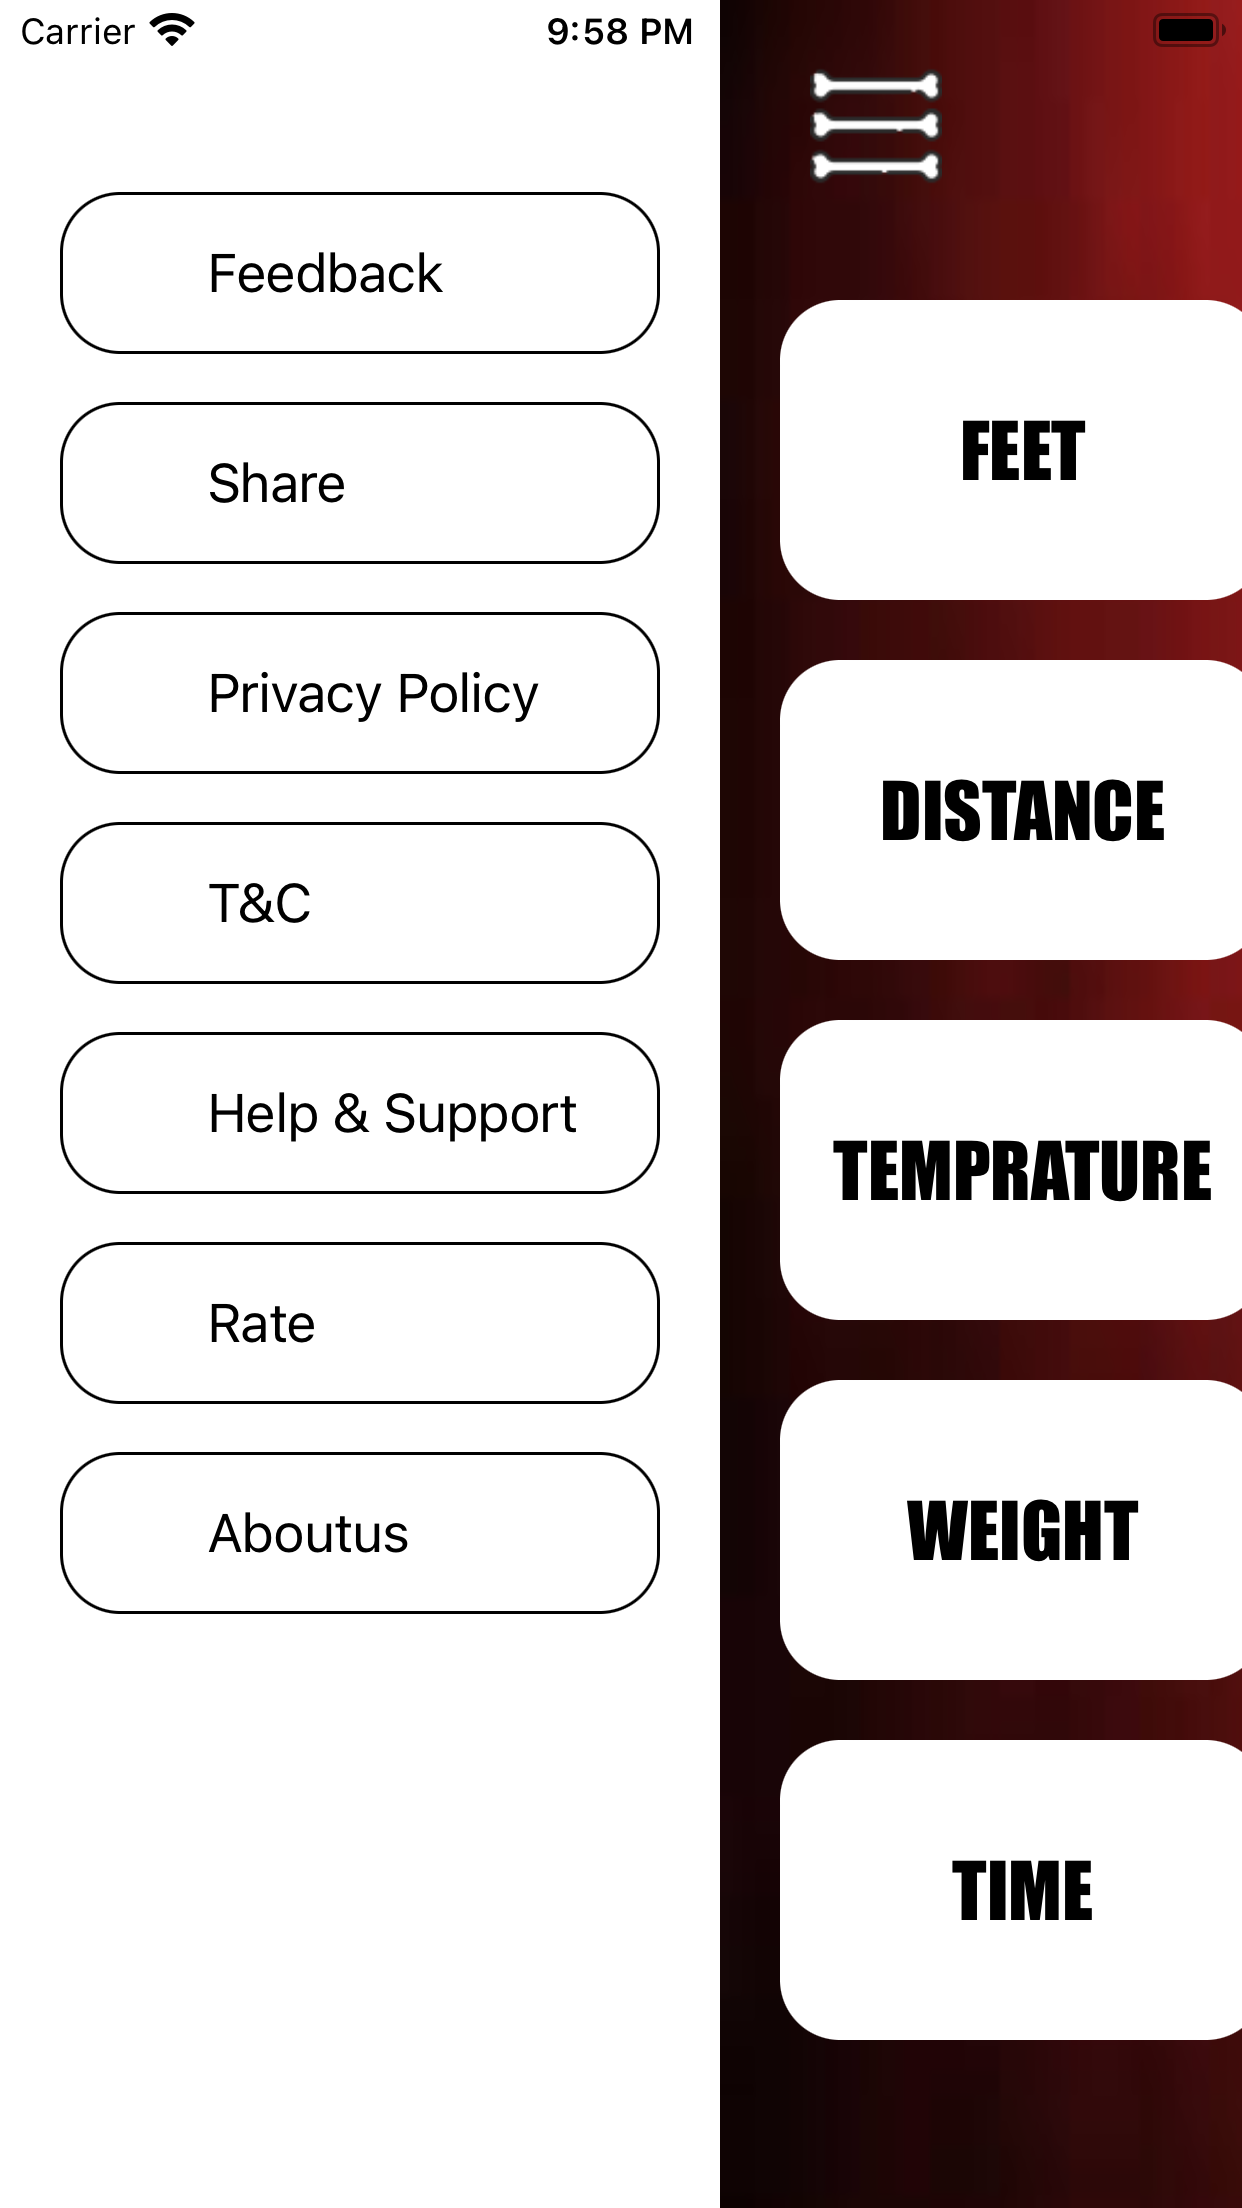 Carrier 9:58 PM
Feedback
Share
Privacy Policy
T&C
Help & Support
Rate
Aboutus
FEET
DISTANCE
TEMPRATURE
WEIGHT
TIME